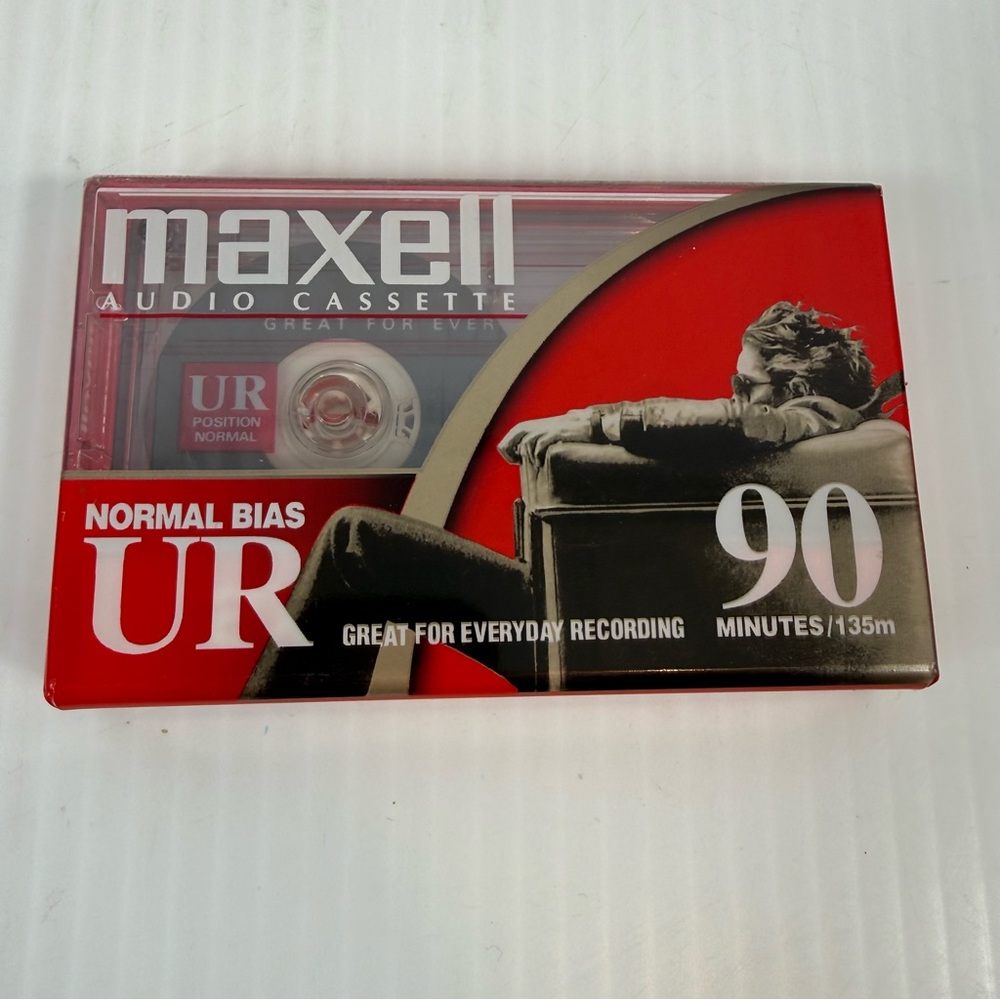 maxell
AUDIO CASSETTE
GREAT FOR EVER
UR
POSITION
NORMAL
NORMAL BIAS
UR
GREAT FOR EVERYDAY RECORDING
90
MINUTES/135m